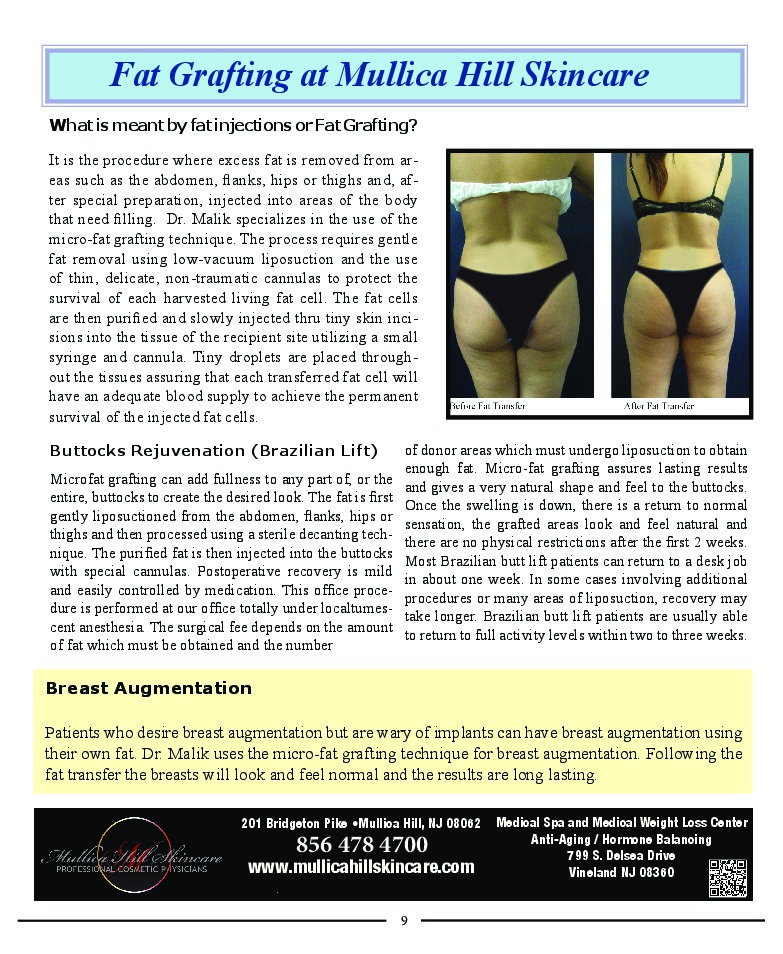 Fat Grafting at Mullica Hill Skincare
What is meant by fat injections or Fat Grafting?
It is the procedure where excess fat is removed from ar-
eas such as the abdomen, flanks, hips or thighs and, af-
ter special preparation, injected into areas of the body
that need filling. Dr. Malik specializes in the use of the
micro-fat grafting technique. The process requires gentle
fat removal using low-vacuum liposuction and the use
of thin, delicate, non-traumatic cannulas to protect the
survival of each harvested living fat cell. The fat cells
are then purified and slowly injected thru tiny skin inci-
sions into the tissue of the recipient site utilizing a small
syringe and cannula. Tiny droplets are placed through-
out the tissues assuring that each transferred fat cell will
have an adequate blood supply to achieve the permanent
survival of the injected fat cells.
Before Fat Transfer
After Fat Transfer
Buttocks Rejuvenation (Brazilian Lift)
Microfat grafting can add fullness to any part of, or the
entire, buttocks to create the desired look. The fat is first
gently liposuctioned from the abdomen, flanks, hips or
thighs and then processed using a sterile decanting tech-
nique. The purified fat is then injected into the buttocks
with special cannulas. Postoperative recovery is mild
and easily controlled by medication. This office proce-
dure is performed at our office totally under localtumes-
cent anesthesia. The surgical fee depends on the amount
of fat which must be obtained and the number
of donor areas which must undergo liposuction to obtain
enough fat. Micro-fat grafting assures lasting results
and gives a very natural shape and feel to the buttocks.
Once the swelling is down, there is a return to normal
sensation, the grafted areas look and feel natural and
there are no physical restrictions after the first 2 weeks.
Most Brazilian butt lift patients can return to a desk job
in about one week. In some cases involving additional
procedures or many areas of liposuction, recovery may
take longer. Brazilian butt lift patients are usually able
to return to full activity levels within two to three weeks.
Breast Augmentation
Patients who desire breast augmentation but are wary of implants can have breast augmentation using
their own fat. Dr. Malik uses the micro-fat grafting technique for breast augmentation. Following the
fat transfer the breasts will look and feel normal and the results are long lasting.
Mullica Hill Skincare
PROFESSIONAL COSMETIC PHYSICIANS
201 Bridgeton Pike •Mullica Hill, NJ 08062
856 478 4700
www.mullicahillskincare.com
Medical Spa and Medical Weight Loss Center
Anti-Aging / Hormone Balancing
799 S. Delsea Drive
Vineland NJ 08360
9